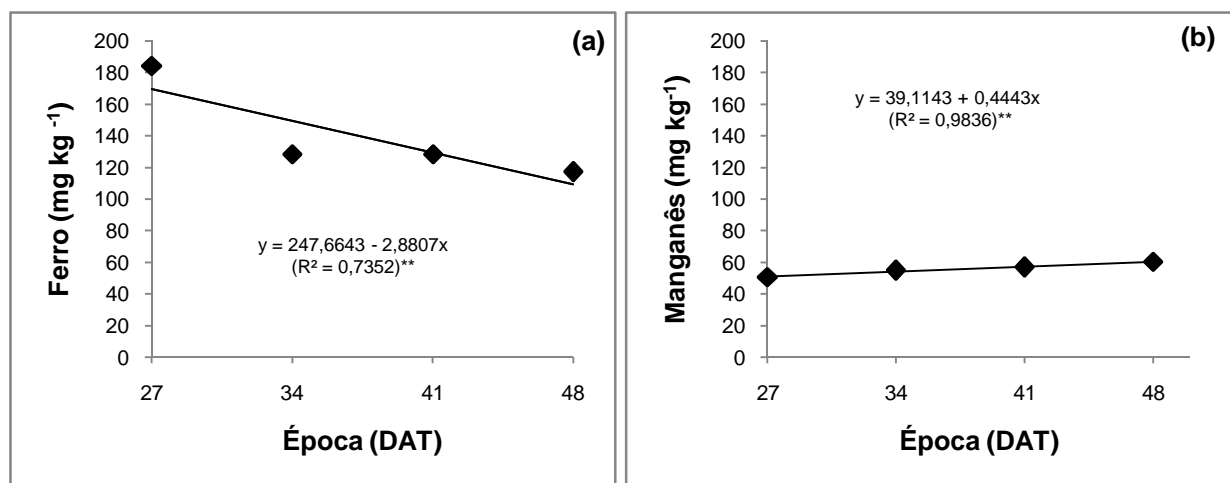 (a)
200
180
160
140
120
100
80
60
40
20
0
Ferro (mg kg -1)
y = 247,6643 - 2,8807x
(R² = 0,7352)**
27 34 41 48
Época (DAT)
(b)
200
180
160
140
120
100
80
60
40
20
0
Manganês (mg kg-1)
y = 39,1143 + 0,4443x
(R² = 0,9836)**
27 34 41 48
Época (DAT)